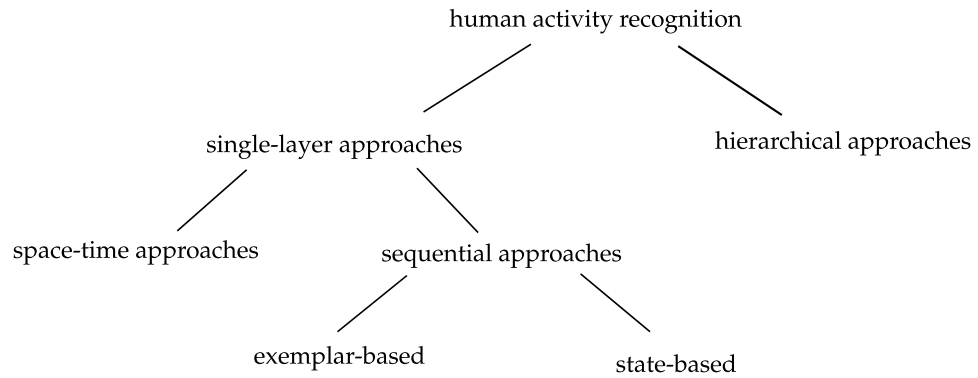 human activity recognition
single-layer approaches
hierarchical approaches
space-time approaches
sequential approaches
exemplar-based
state-based